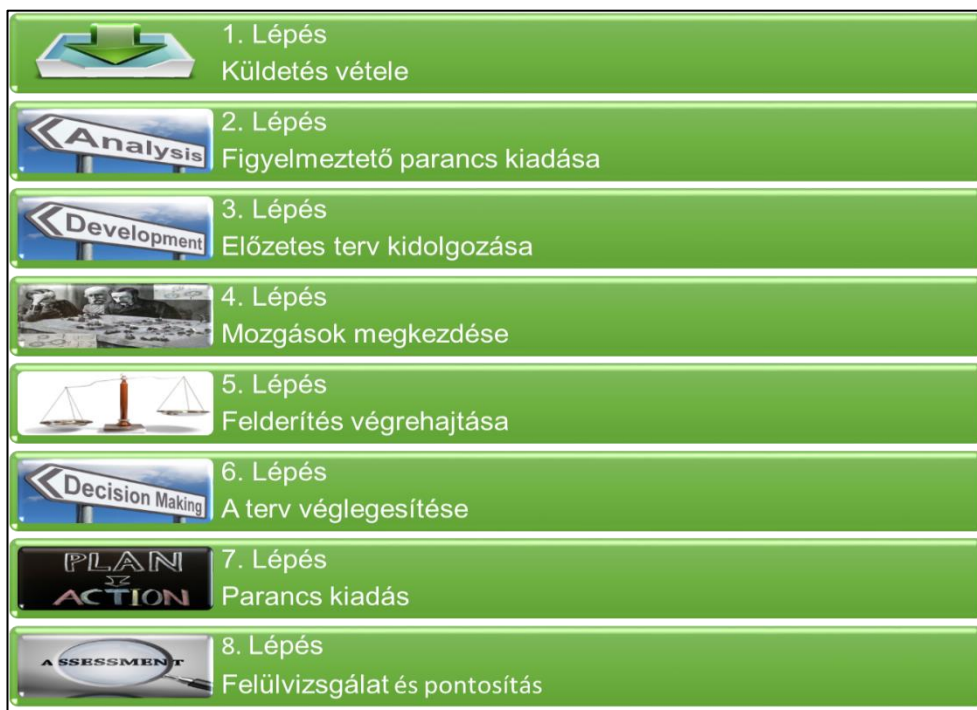 1. Lépés
Küldetés vétele
Analysis
2. Lépés
Figyelmeztető parancs kiadása
Development
3. Lépés
Előzetes terv kidolgozása
4. Lépés
Mozgások megkezdése
5. Lépés
Felderítés végrehajtása
Decision Making
6. Lépés
A terv véglegesítése
PLAN
ACTION
7. Lépés
Parancs kiadás
ASSESSMENT
8. Lépés
Felülvizsgálat és pontosítás